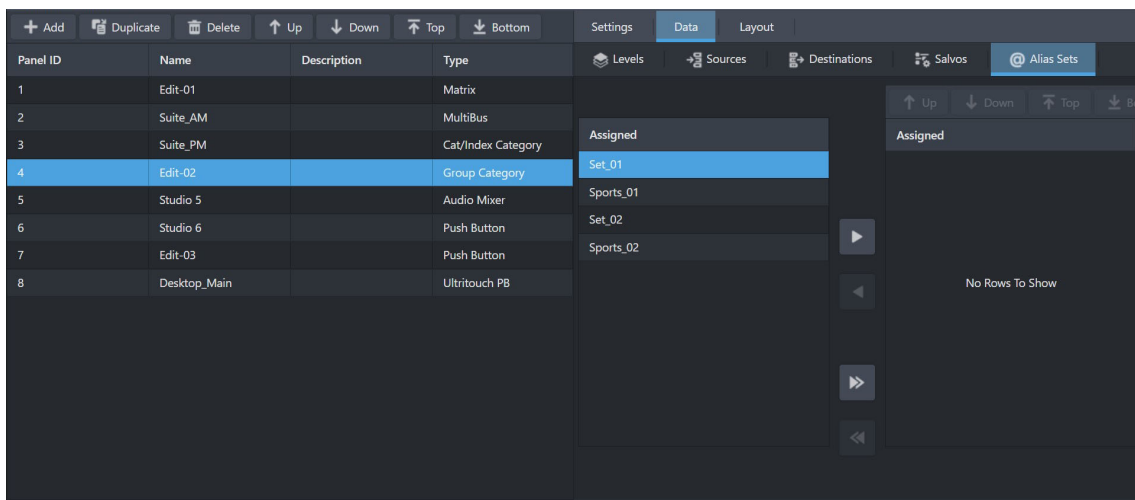 Add Duplicate Delete Up Down Top Bottom
Settings Data Layout
Panel ID Name Description Type
Levels Sources Destinations Salvos @ Alias Sets
1 Edit-01 Matrix
2 Suite_AM MultiBus
3 Suite_PM Cat/Index Category
4 Edit-02 Group Category
5 Studio 5 Audio Mixer
6 Studio 6 Push Button
7 Edit-03 Push Button
8 Desktop_Main Ultritouch PB
Assigned
Set_01
Sports_01
Set_02
Sports_02
Up Down Top
Assigned
No Rows To Show